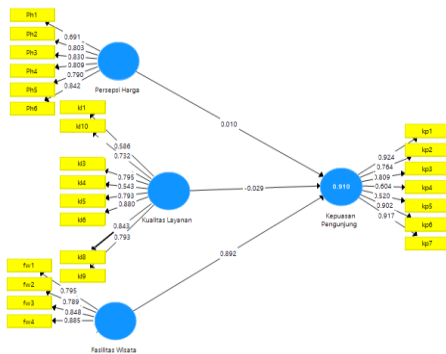 Ph1
Ph2
Ph3
Ph4
Ph5
Ph6
0.691
0.803
0.830
0.809
0.790
0.842
Persepsi Harga
kl1
kl10
kl3
kl4
kl5
kl6
kl8
kl9
0.586
0.732
0.795
0.543
0.793
0.880
0.843
0.793
Kualitas Layanan
fw1
fw2
fw3
fw4
0.795
0.789
0.848
0.885
Fasilitas Wisata
0.010
-0.029
0.892
0.910
Kepuasan
Pengunjung
0.924
0.764
0.809
0.604
0.520
0.902
0.917
kp1
kp2
kp3
kp4
kp5
kp6
kp7